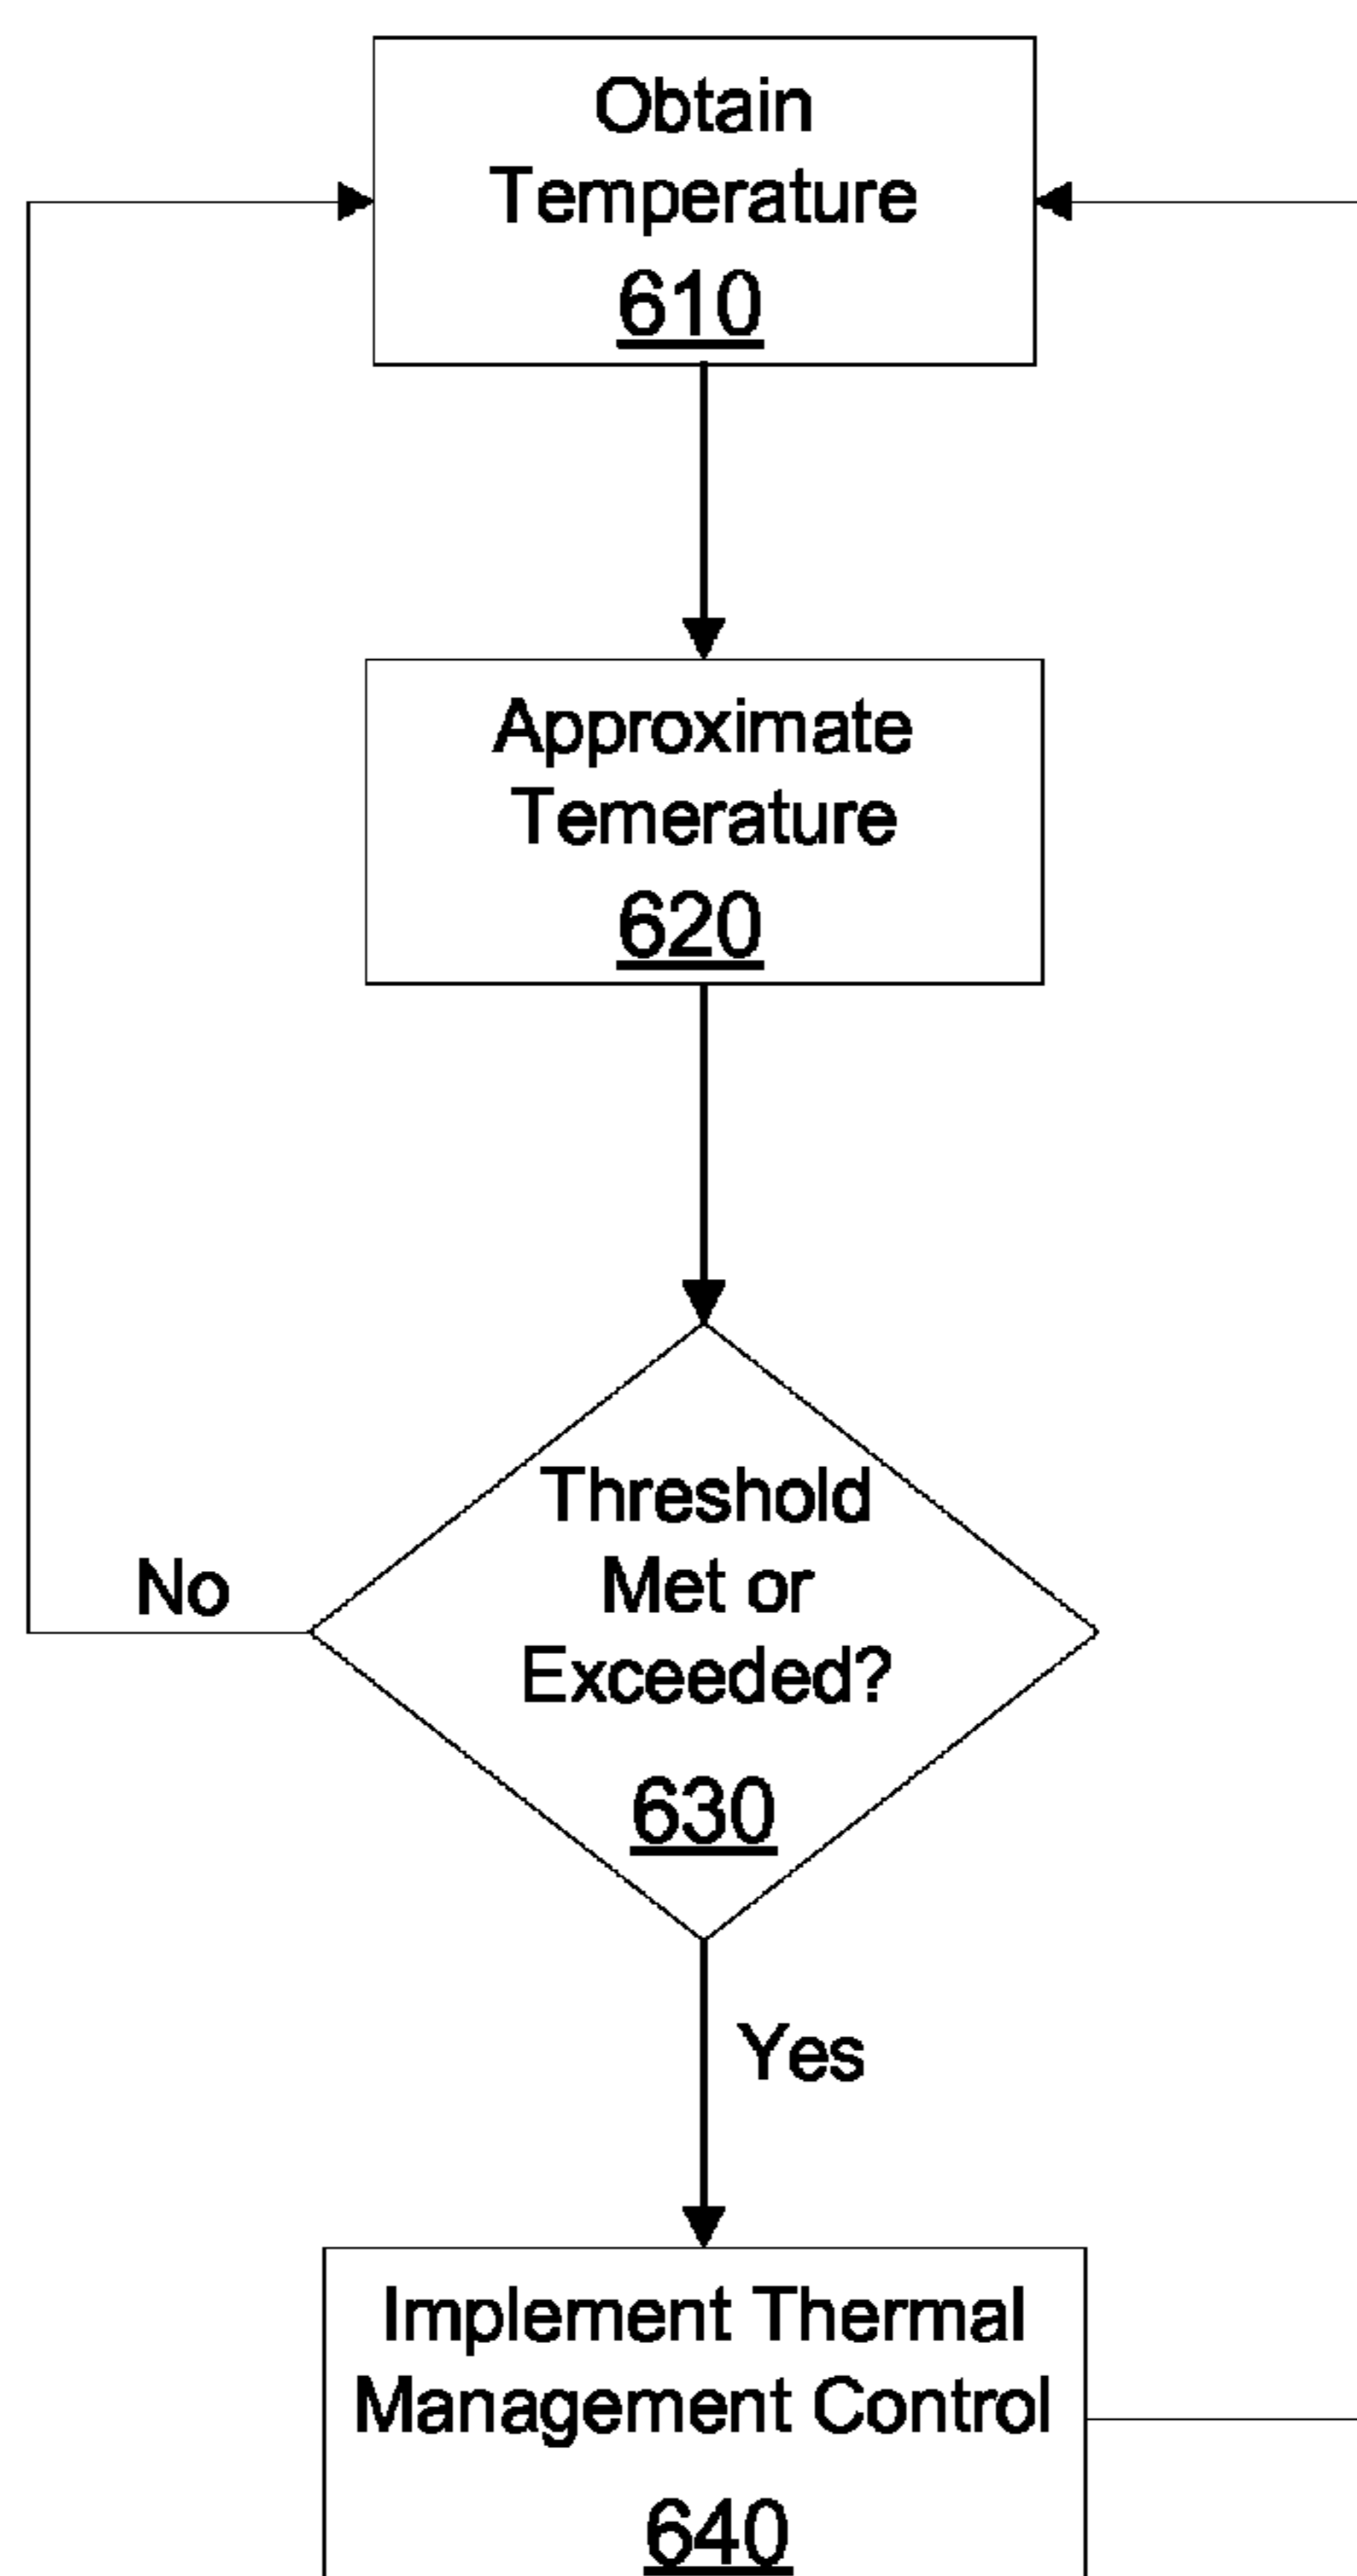 Obtain
Temperature
610
Approximate
Temerature
620
Threshold
Met or
Exceeded?
630
No
Yes
Implement Thermal
Management Control
640